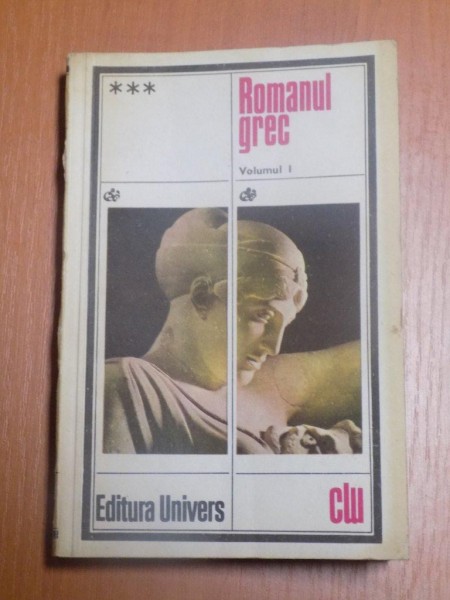 ***
Romanul
grec
Volumul I
Editura Univers
clu